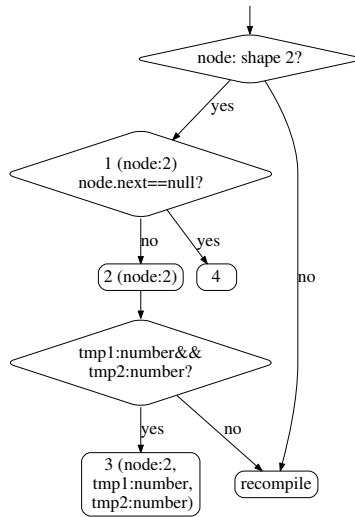 node: shape 2?
yes
1 (node:2)
node.next==null?
no
yes
no
2 (node:2)
4
tmp1:number&&
tmp2:number?
yes
no
3 (node:2,
tmp1:number,
tmp2:number)
recompile